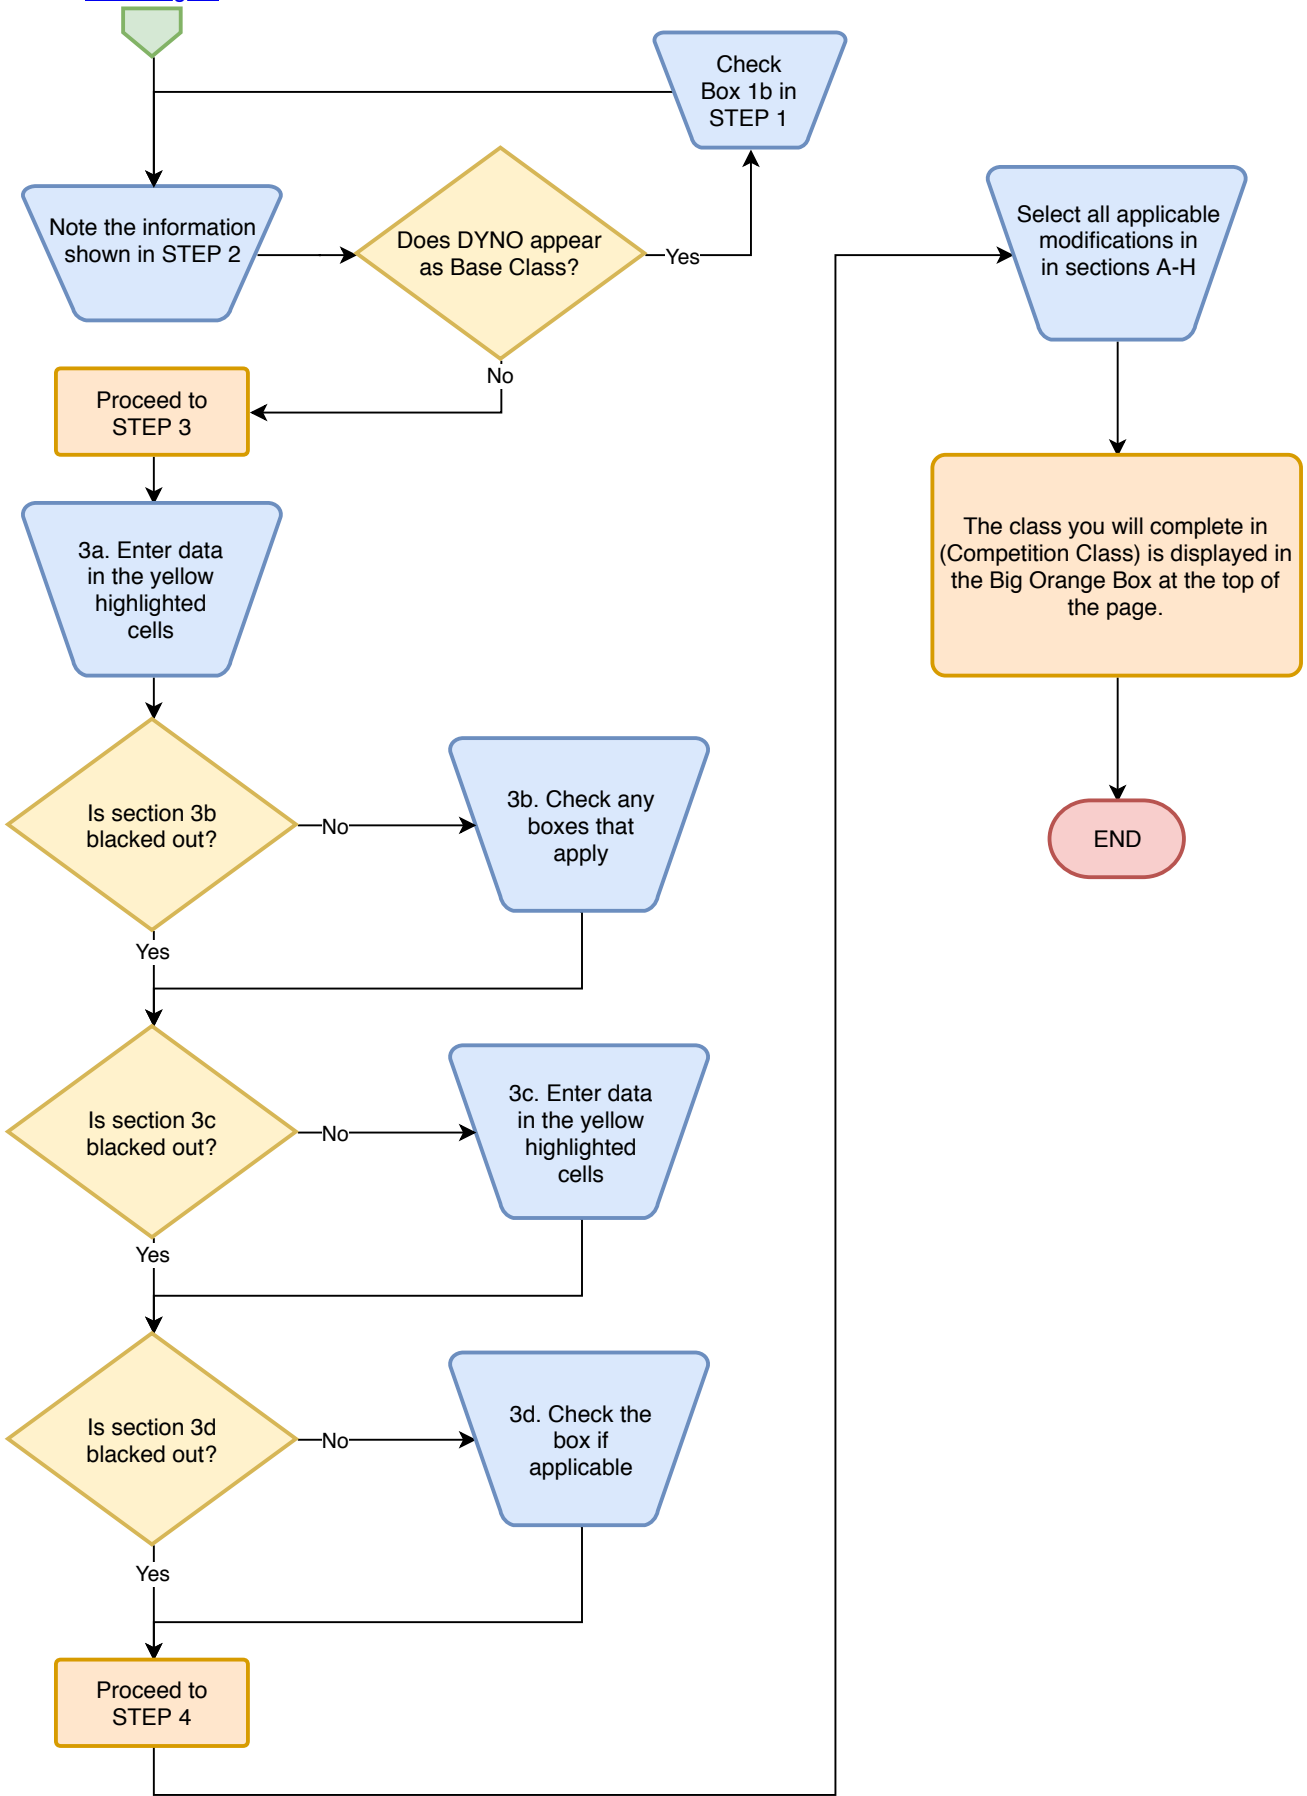 Check
Box 1b in
STEP 1
Note the information
shown in STEP 2
Does DYNO appear
as Base Class?
Yes
No
Proceed to
STEP 3
3a. Enter data
in the yellow
highlighted
cells
Is section 3b
blacked out?
No
3b. Check any
boxes that
apply
Yes
Is section 3c
blacked out?
No
3c. Enter data
in the yellow
highlighted
cells
Yes
Is section 3d
blacked out?
No
3d. Check the
box if
applicable
Yes
Proceed to
STEP 4
Select all applicable
modifications in
in sections A-H
The class you will complete in
(Competition Class) is displayed in
the Big Orange Box at the top of
the page.
END